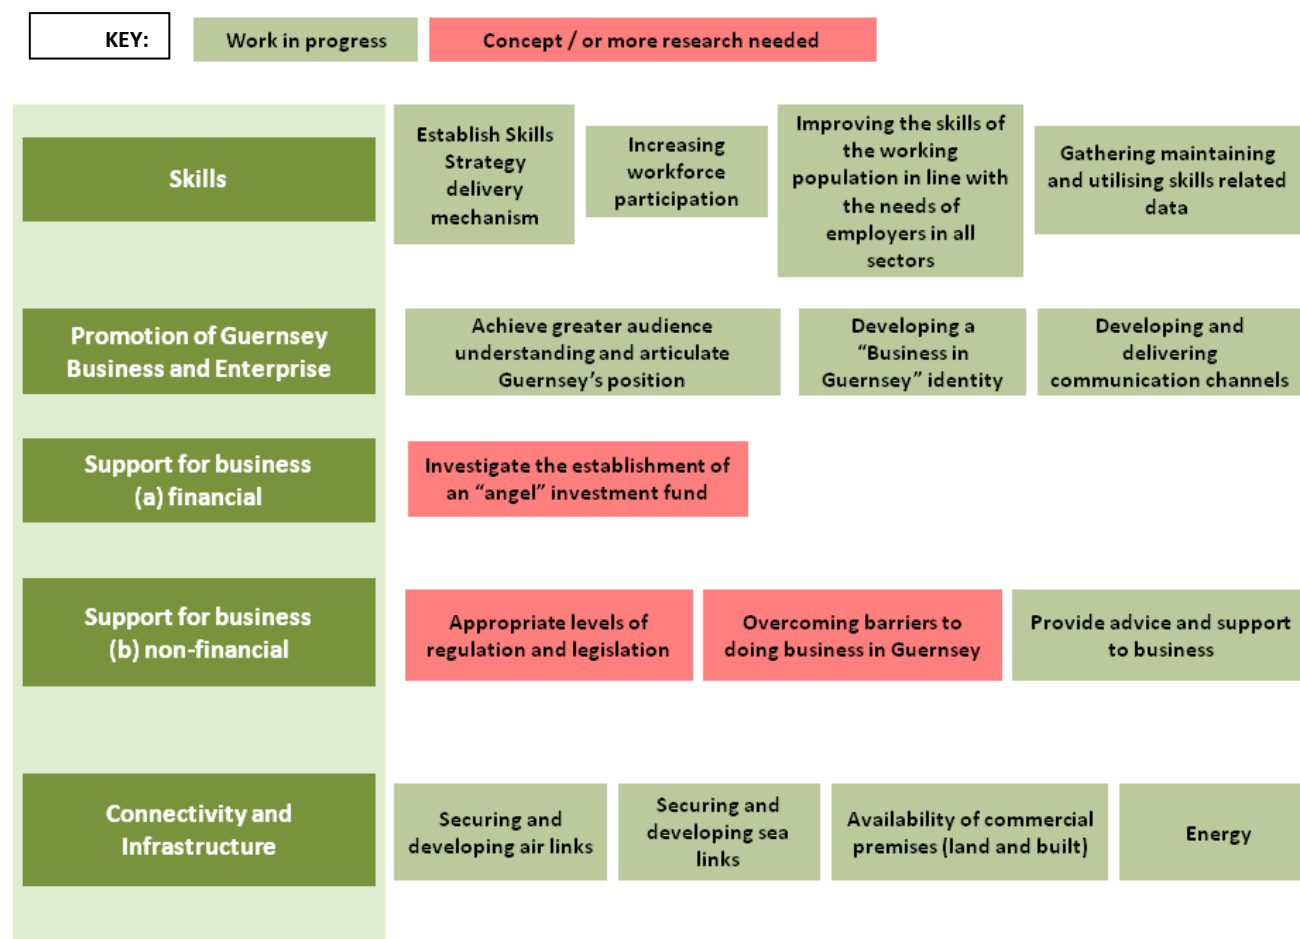 KEY:
Work in progress
Concept / or more research needed
Skills
Establish Skills
Strategy
delivery
mechanism
Increasing
workforce
participation
Improving the skills of
the working
population in line with
the needs of
employers in all
sectors
Gathering maintaining
and utilising skills related
data
Promotion of Guernsey
Business and Enterprise
Achieve greater audience
understanding and articulate
Guernsey’s position
Developing a
“Business in
Guernsey” identity
Developing and
delivering
communication channels
Support for business
(a) financial
Investigate the establishment of
an “angel” investment fund
Support for business
(b) non-financial
Appropriate levels of
regulation and legislation
Overcoming barriers to
doing business in Guernsey
Provide advice and support
to business
Connectivity and
Infrastructure
Securing and
developing air links
Securing and
developing sea
links
Availability of commercial
premises (land and built)
Energy